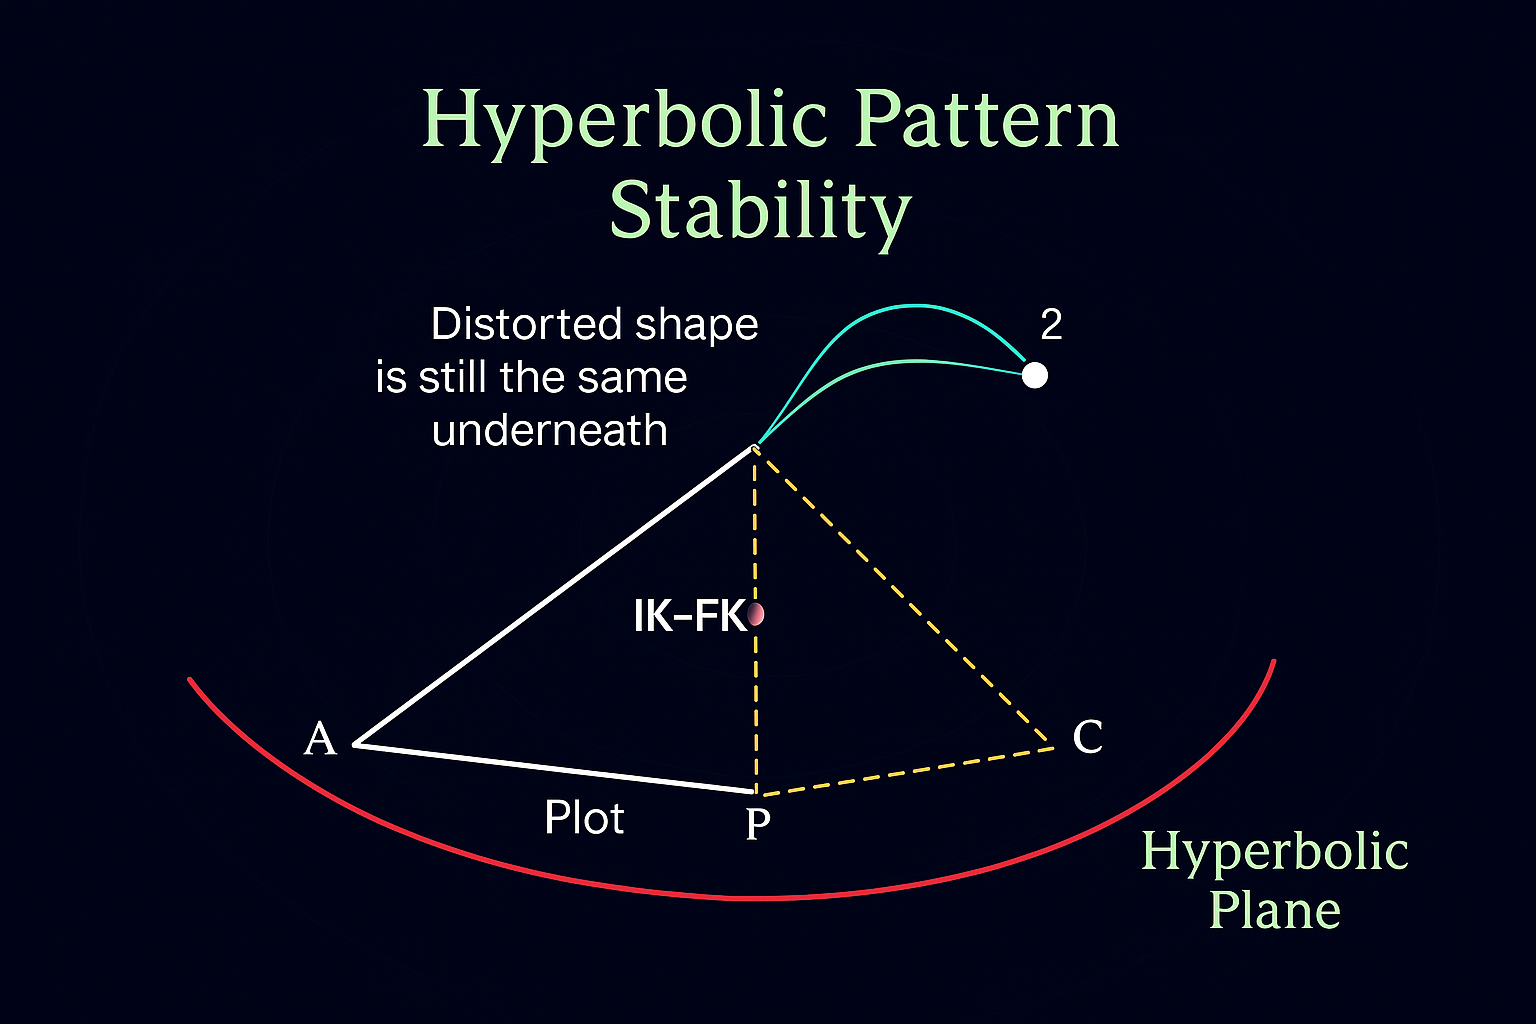 Hyperbolic Pattern
Stability
Distorted shape
is still the same
underneath
2
IK–FK
A
C
Plot
P
Hyperbolic
Plane